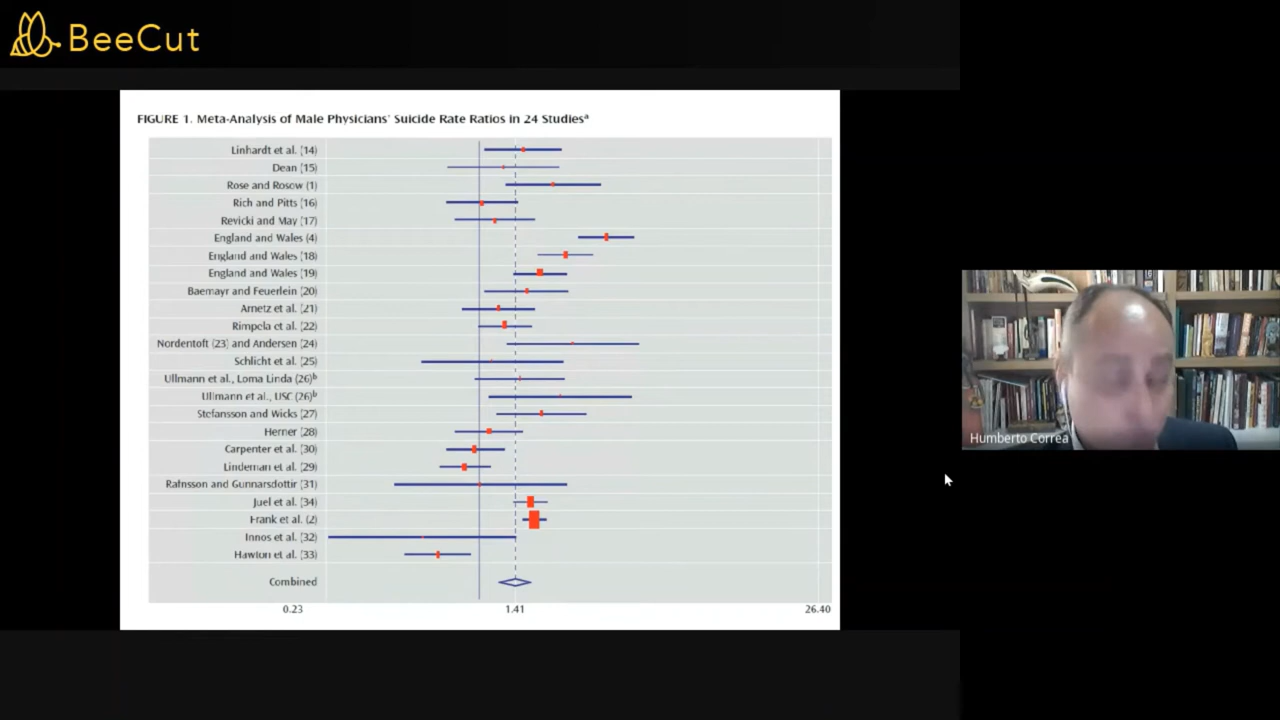 BeeCut
FIGURE 1. Meta-Analysis of Male Physicians' Suicide Rate Ratios in 24 Studiesᵃ
Linhardt et al. (14)
Dean (15)
Rose and Rosow (1)
Rich and Pitts (16)
Revicki and May (17)
England and Wales (4)
England and Wales (18)
England and Wales (19)
Baemayr and Feuerlein (20)
Arnetz et al. (21)
Rimpela et al. (22)
Nordentoft (23) and Andersen (24)
Schlicht et al. (25)
Ullmann et al., Loma Linda (26)ᵇ
Ullmann et al., USC (26)ᵇ
Stefansson and Wicks (27)
Herner (28)
Carpenter et al. (30)
Lindeman et al. (29)
Rafnsson and Gunnarsdottir (31)
Juel et al. (34)
Frank et al. (2)
Innos et al. (32)
Hawton et al. (33)
Combined
0.23 1.41 26.40
Humberto Correa